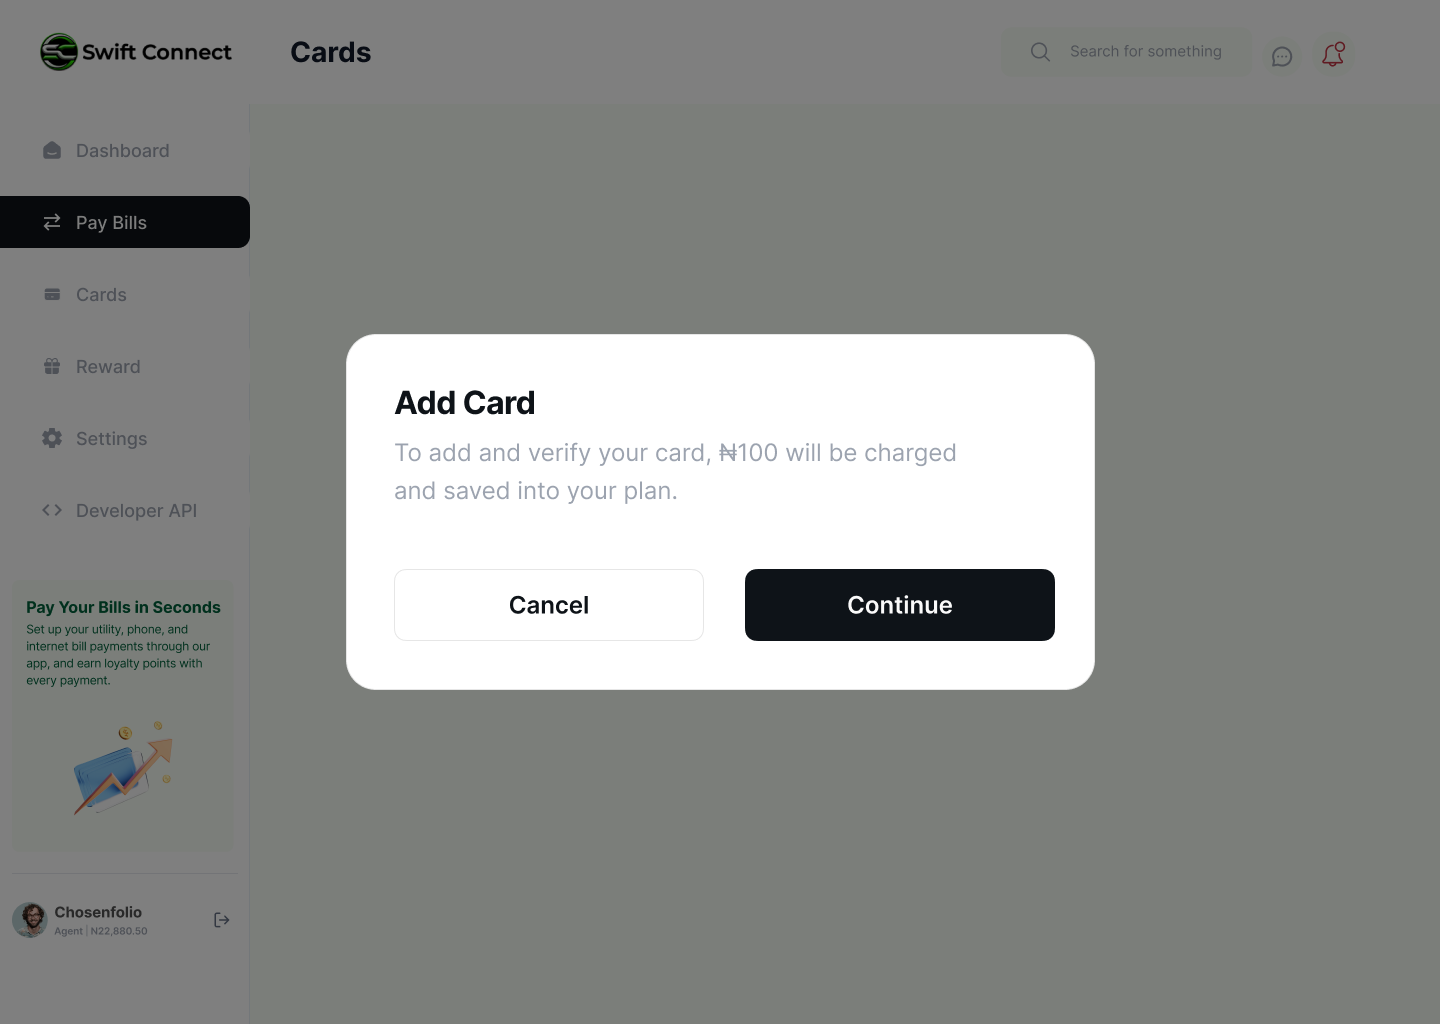 Swift Connect
Cards
Search for something
Dashboard
Pay Bills
Cards
Reward
Settings
Developer API
Pay Your Bills in Seconds
Set up your utility, phone, and
internet bill payments through our
app, and earn loyalty points with
every payment.
Chosenfolio
Agent | N22,880.50
Add Card
To add and verify your card, ₦100 will be charged
and saved into your plan.
Cancel
Continue